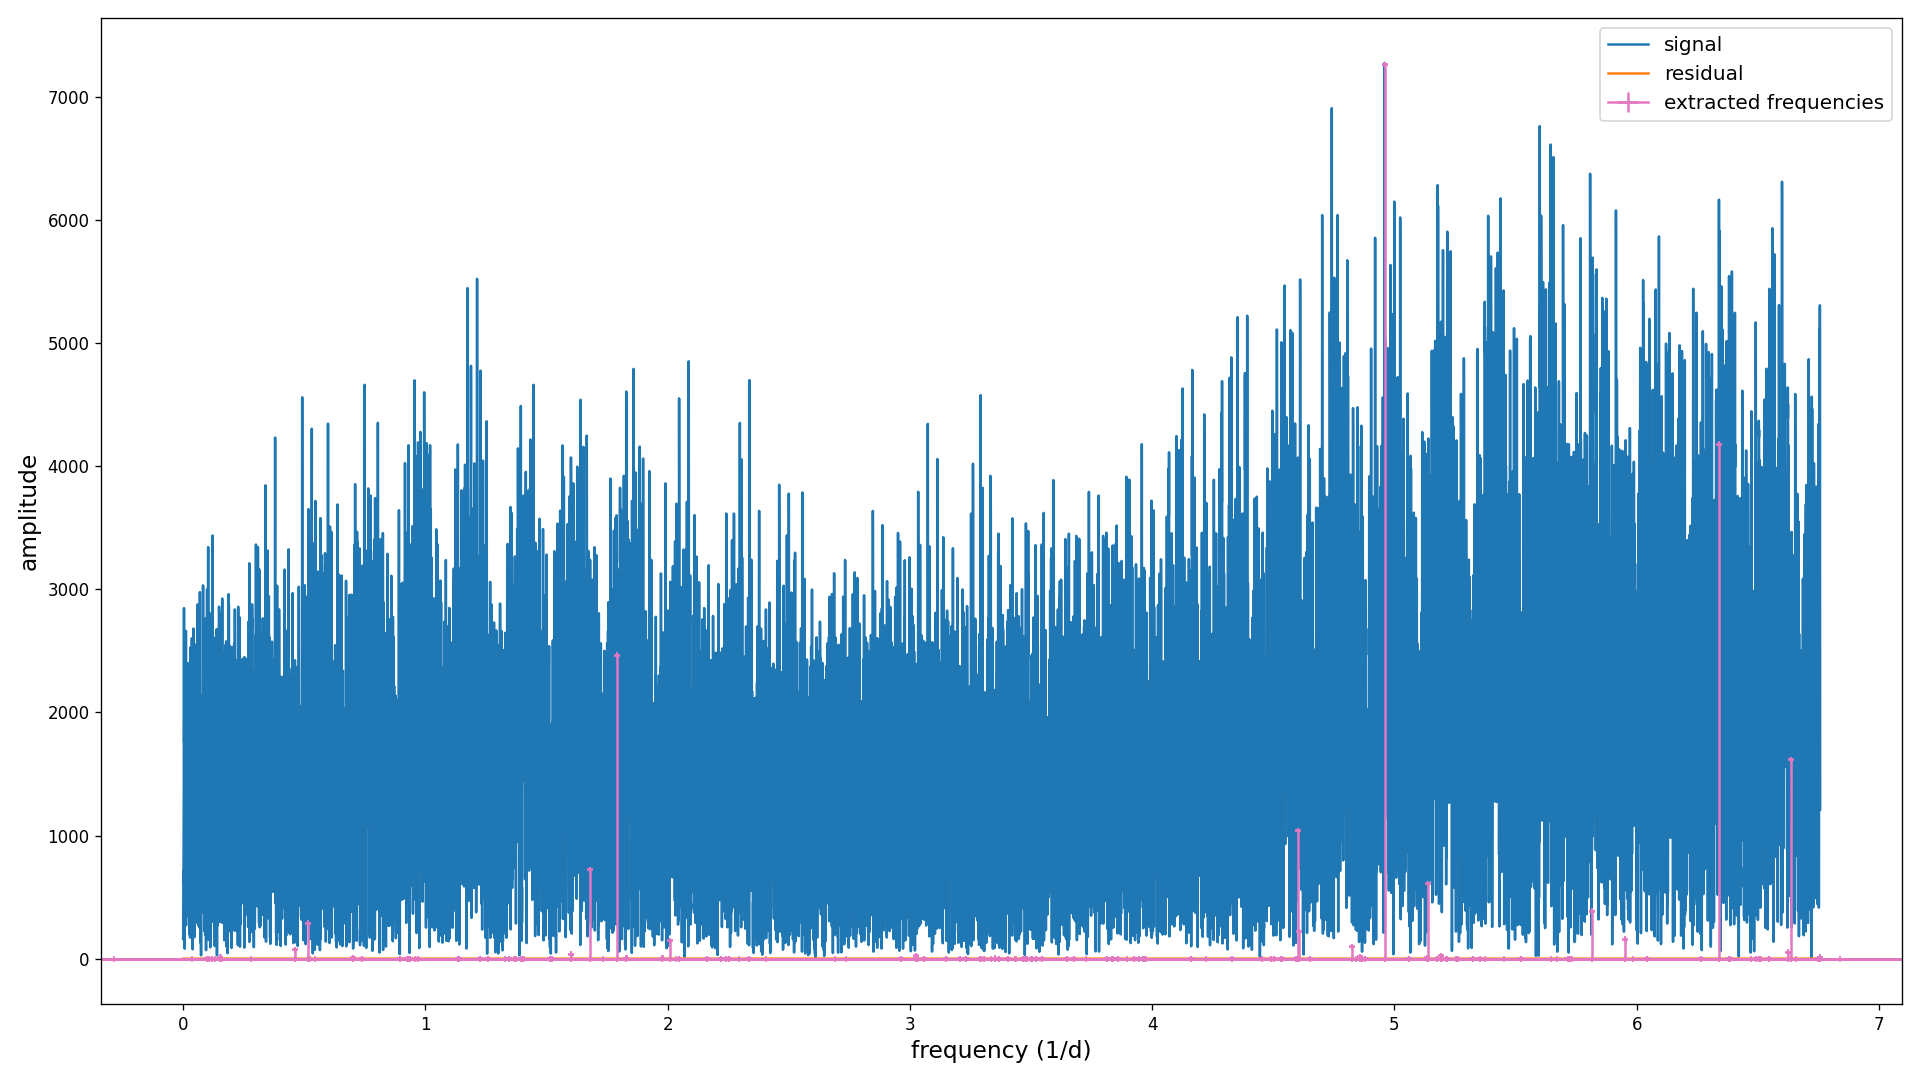 signal
residual
extracted frequencies
7000
6000
5000
4000
3000
2000
1000
0
amplitude
0 1 2 3 4 5 6 7
frequency (1/d)